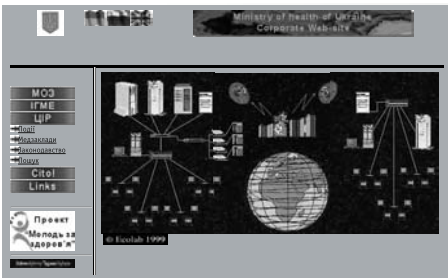 Ministry of Health of Ukraine
Corporate Web-site
МОЗ
ІГМЕ
ЦІР
Події
Медзаклади
Законодавство
Пошук
Cito!
Links
Проект
"Молодь за
здоров'я"
© Ecolab 1999